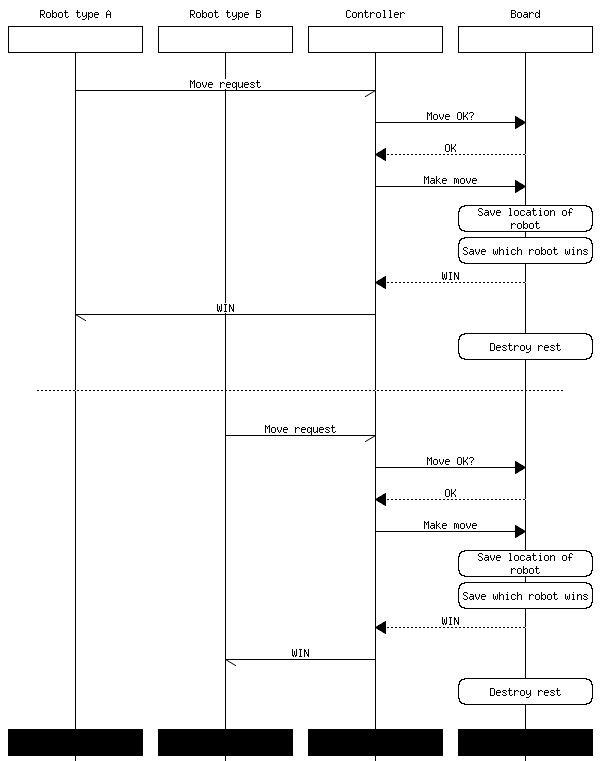 Robot type A
Robot type B
Controller
Board
Move request
Move OK?
OK
Make move
Save location of
robot
Save which robot wins
WIN
WIN
Destroy rest
Move request
Move OK?
OK
Make move
Save location of
robot
Save which robot wins
WIN
WIN
Destroy rest